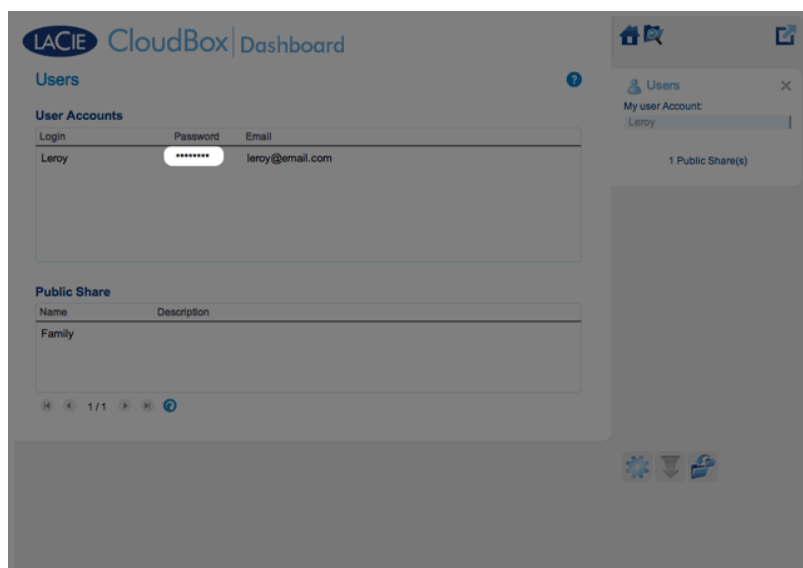 LACIE CloudBox Dashboard
Users
?
User Accounts
Login Password Email
Leroy ******** leroy@email.com
Public Share
Name Description
Family
1 / 1
Users
My user Account:
Leroy
1 Public Share(s)